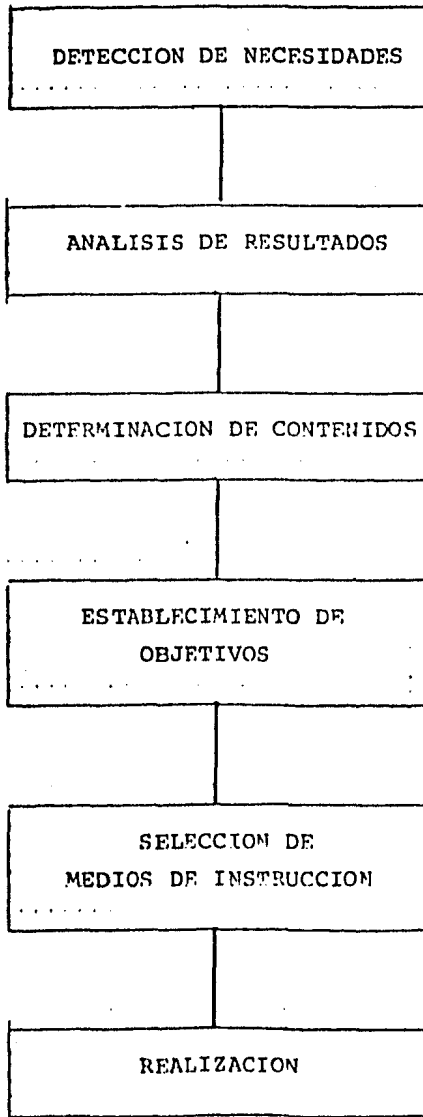 DETECCION DE NECESIDADES
ANALISIS DE RESULTADOS
DETERMINACION DE CONTENIDOS
ESTABLECIMIENTO DE
OBJETIVOS
SELECCION DE
MEDIOS DE INSTRUCCION
REALIZACION